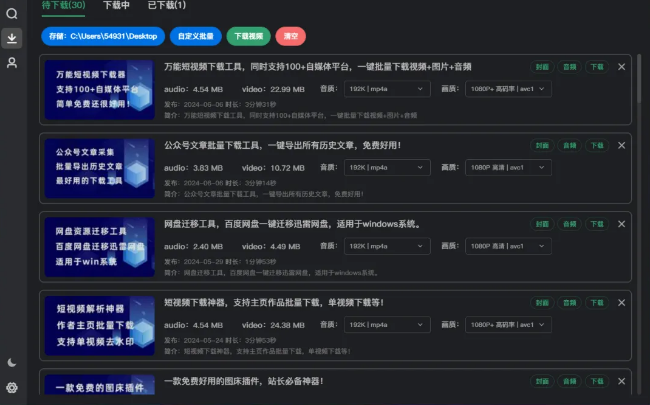 待下载(30) 下载中 已下载(1)
存储：C:\Users\54931\Desktop 自定义批量 下载视频 清空
万能短视频下载器
支持100+自媒体平台
简单免费还很好用！
万能短视频下载工具，同时支持100+自媒体平台，一键批量下载视频+图片+音频 封面 音频 下载
audio：4.54 MB video：22.99 MB 音质：192K | mp4a 画质：1080P+ 高码率 | avc1
发布：2024-06-06 时长：3分31秒
简介：万能短视频下载工具，同时支持100+自媒体平台，一键批量下载视频+图片+音频
公众号文章采集
批量导出历史文章
最好用的下载工具
公众号文章批量下载工具，一键导出所有历史文章，免费好用！ 封面 音频 下载
audio：3.83 MB video：10.72 MB 音质：192K | mp4a 画质：1080P 高清 | avc1
发布：2024-06-06 时长：3分14秒
简介：公众号文章批量下载工具，一键导出所有历史文章，免费好用！
网盘资源迁移工具
百度网盘迁移迅雷网盘
适用于win系统
网盘迁移工具，百度网盘一键迁移迅雷网盘，适用于windows系统。 封面 音频 下载
audio：2.40 MB video：4.49 MB 音质：192K | mp4a 画质：1080P 高清 | avc1
发布：2024-05-29 时长：1分53秒
简介：网盘迁移工具，百度网盘一键迁移迅雷网盘，适用于windows系统。
短视频解析神器
作者主页批量下载
支持单视频去水印
短视频下载神器，支持主页作品批量下载，单视频下载等！ 封面 音频 下载
audio：4.54 MB video：24.38 MB 音质：192K | mp4a 画质：1080P+ 高码率 | avc1
发布：2024-05-24 时长：3分53秒
简介：短视频下载神器，支持主页作品批量下载，单视频下载等！
一款免费的图床插件
一款免费好用的图床插件，站长必备神器！ 封面 音频 下载